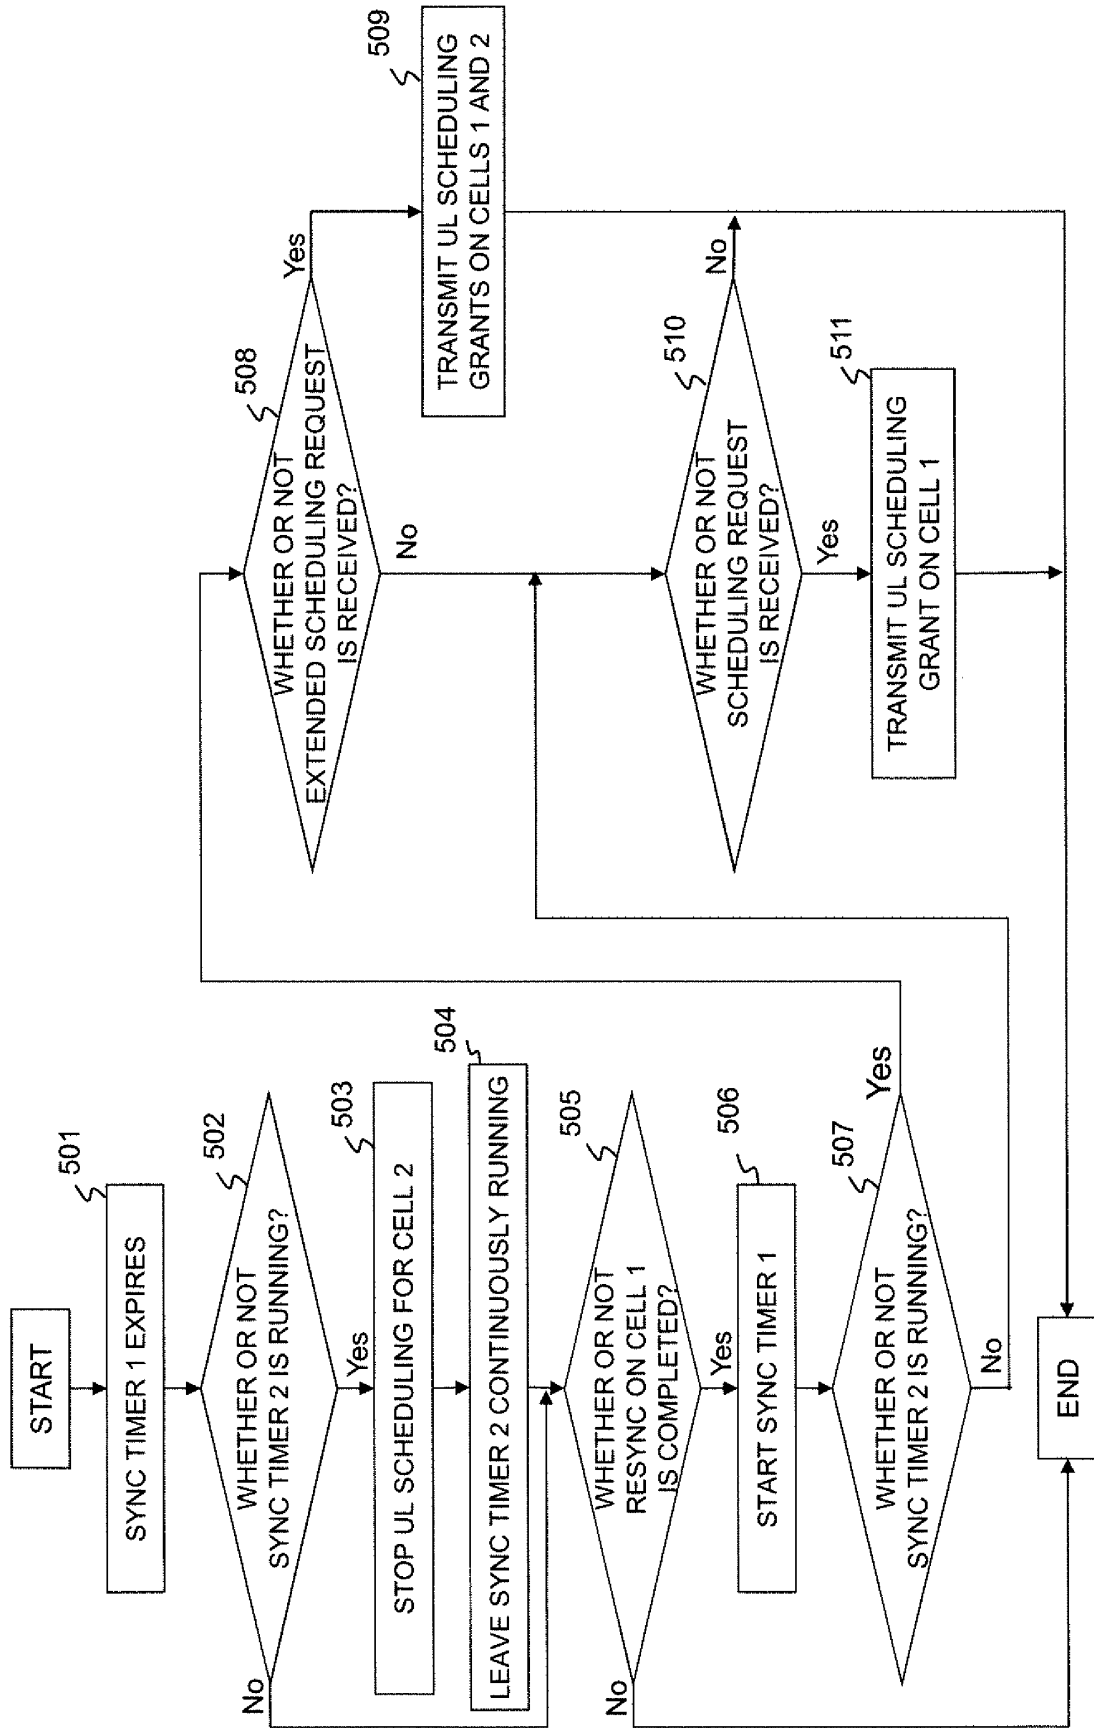 START
501
SYNC TIMER 1 EXPIRES
502
WHETHER OR NOT
SYNC TIMER 2 IS RUNNING?
No
Yes
503
STOP UL SCHEDULING FOR CELL 2
504
LEAVE SYNC TIMER 2 CONTINUOUSLY RUNNING
505
WHETHER OR NOT
RESYNC ON CELL 1
IS COMPLETED?
No
Yes
506
START SYNC TIMER 1
507
WHETHER OR NOT
SYNC TIMER 2 IS RUNNING?
Yes
No
END
508
WHETHER OR NOT
EXTENDED SCHEDULING REQUEST
IS RECEIVED?
Yes
No
509
TRANSMIT UL SCHEDULING
GRANTS ON CELLS 1 AND 2
510
WHETHER OR NOT
SCHEDULING REQUEST
IS RECEIVED?
No
Yes
511
TRANSMIT UL SCHEDULING
GRANT ON CELL 1